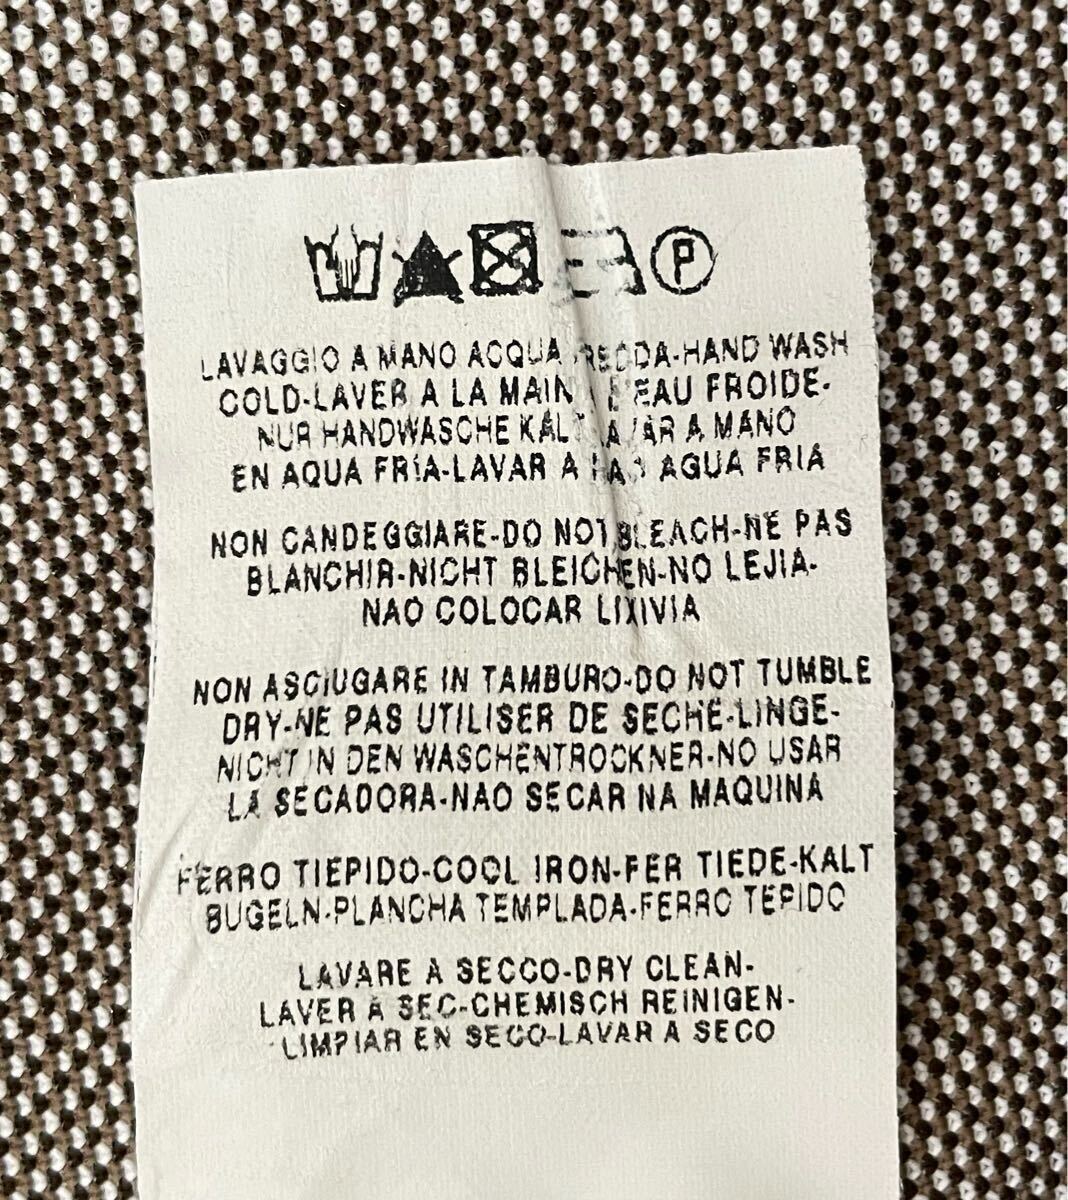 P
LAVAGGIO A MANO ACQUA FREDDA-HAND WASH
COLD-LAVER A LA MAIN L'EAU FROIDE-
NUR HANDWASCHE KALT LAVAR A MANO
EN AQUA FRIA-LAVAR A AGUA FRIA
NON CANDEGGIARE-DO NOT BLEACH-NE PAS
BLANCHIR-NICHT BLEICHEN-NO LEJIA-
NAO COLOCAR LIXIVIA
NON ASCIUGARE IN TAMBURO-DO NOT TUMBLE
DRY-NE PAS UTILISER DE SECHE-LINGE-
NICHT IN DEN WASCHENTROCKNER-NO USAR
LA SECADORA-NAO SECAR NA MAQUINA
FERRO TIEPIDO-COOL IRON-FER TIEDE-KALT
BUGELN-PLANCHA TEMPLADA-FERRO TEPIDO
LAVARE A SECCO-DRY CLEAN-
LAVER A SEC-CHEMISCH REINIGEN-
LIMPIAR EN SECO-LAVAR A SECO